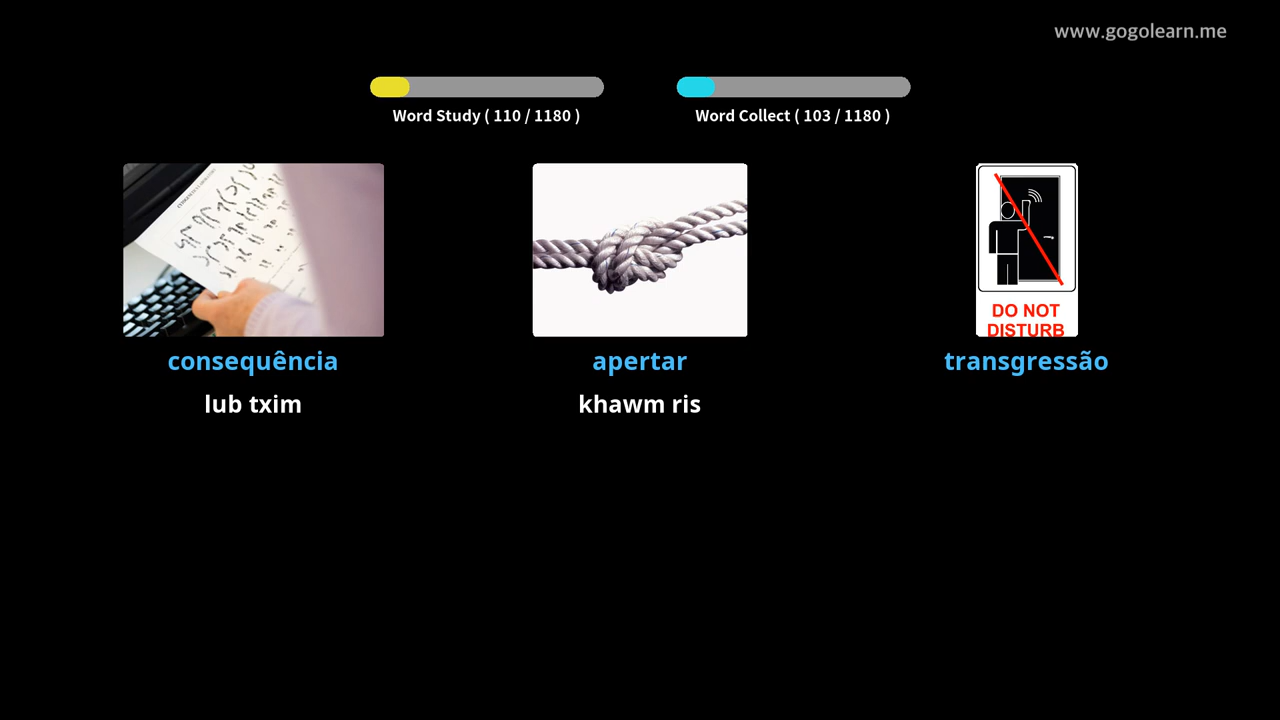 www.gogolearn.me
Word Study ( 110 / 1180 )
Word Collect ( 103 / 1180 )
DO NOT
DISTURB
consequência
apertar
transgressão
lub txim
khawm ris